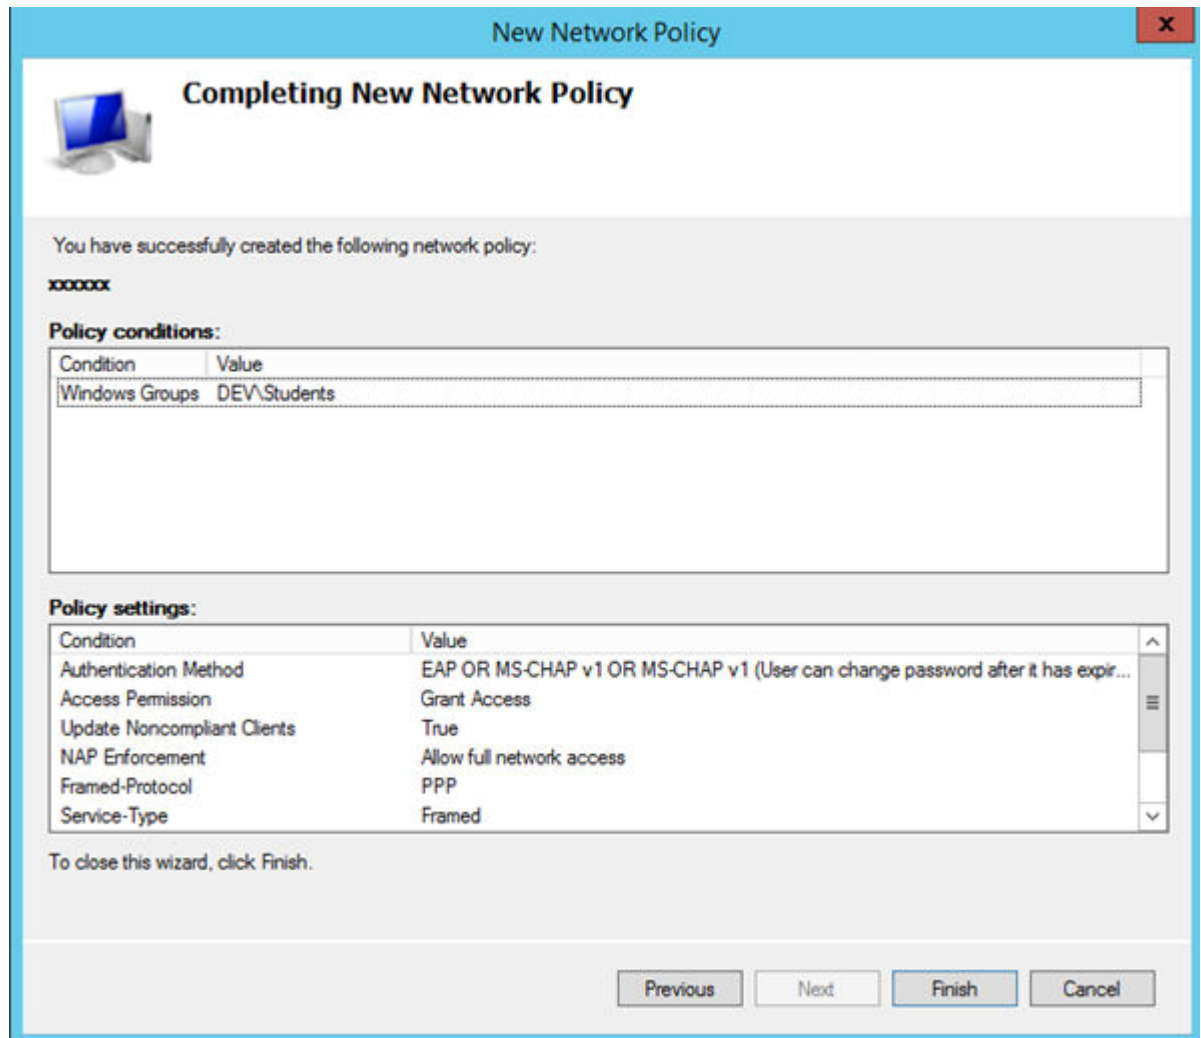 New Network Policy
x
Completing New Network Policy
You have successfully created the following network policy:
xxxxxx
Policy conditions:
Condition Value
Windows Groups DEV\Students
Policy settings:
Condition Value
Authentication Method EAP OR MS-CHAP v1 OR MS-CHAP v1 (User can change password after it has expir...
Access Permission Grant Access
Update Noncompliant Clients True
NAP Enforcement Allow full network access
Framed-Protocol PPP
Service-Type Framed
To close this wizard, click Finish.
Previous Next Finish Cancel